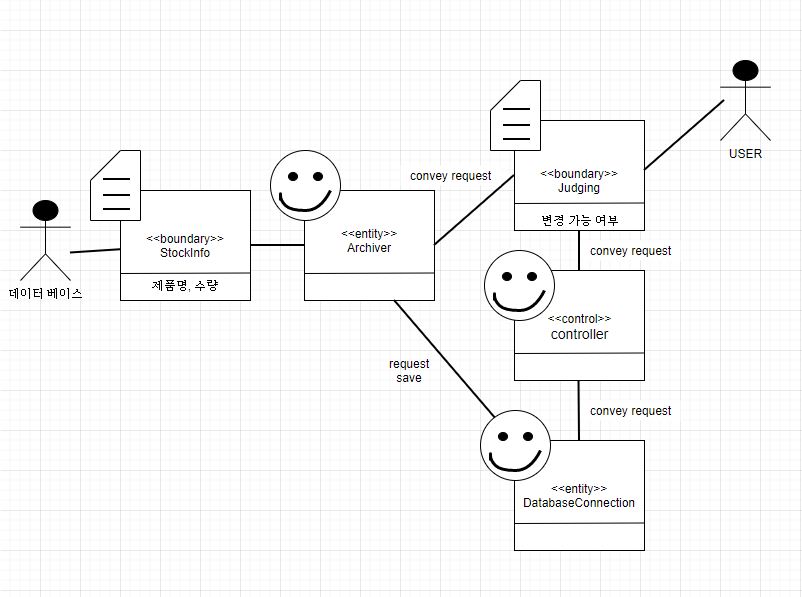 USER
convey request
<<boundary>>
Judging
변경 가능 여부
<<boundary>>
StockInfo
제품명, 수량
<<entity>>
Archiver
데이터 베이스
convey request
<<control>>
controller
request
save
convey request
<<entity>>
DatabaseConnection